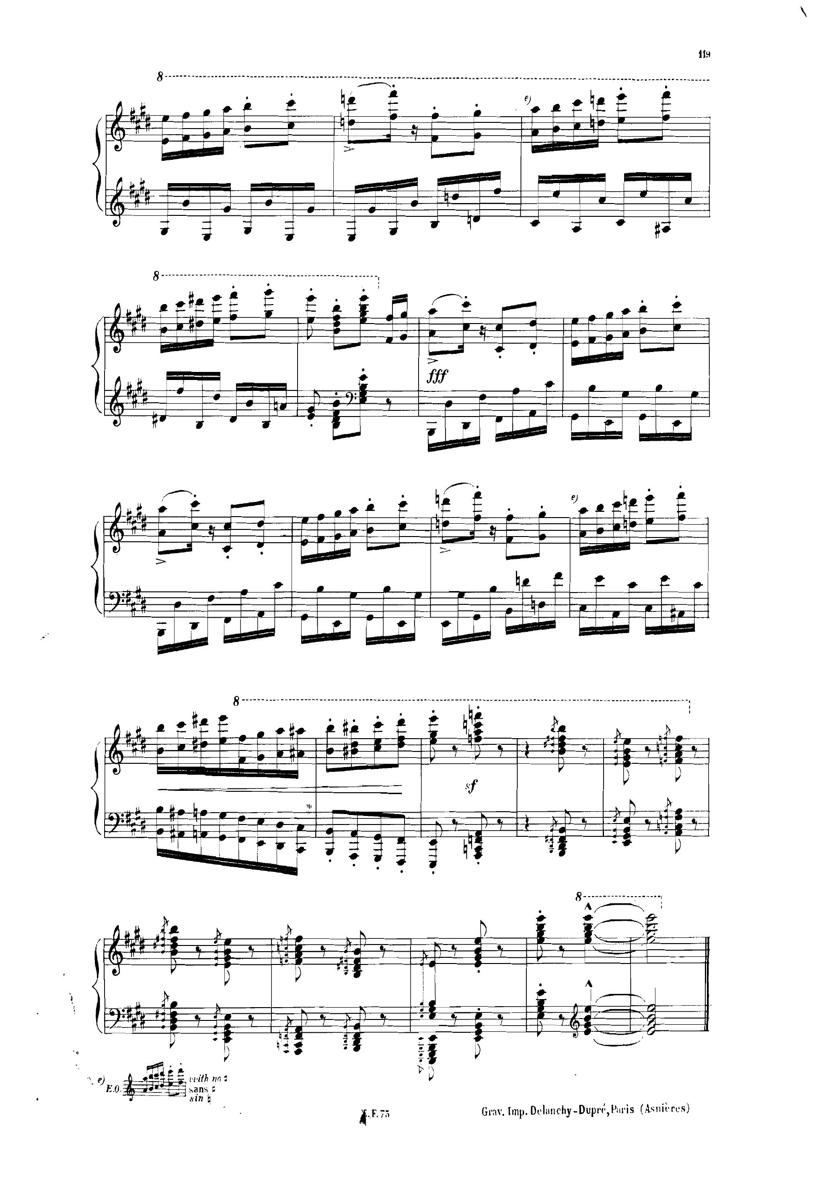 119
8
e)
8
fff
e)
8
sf
8
e)
E.O.
with no ♮
sans ♮
sin ♮
E.F. 75
Grav. Imp. Delanchy-Dupré, Paris (Asnières)